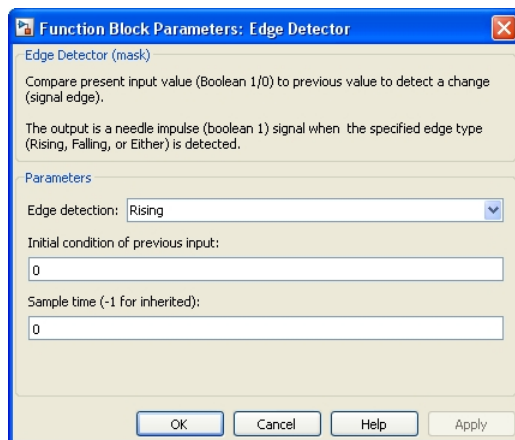 Function Block Parameters: Edge Detector
Edge Detector (mask)
Compare present input value (Boolean 1/0) to previous value to detect a change
(signal edge).
The output is a needle impulse (boolean 1) signal when the specified edge type
(Rising, Falling, or Either) is detected.
Parameters
Edge detection: Rising
Initial condition of previous input:
0
Sample time (-1 for inherited):
0
OK Cancel Help Apply